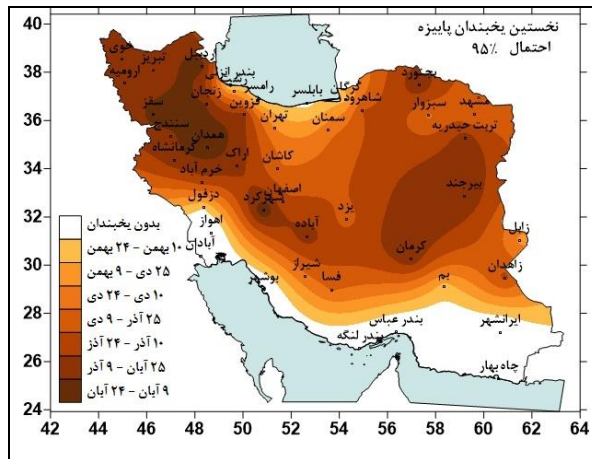 نخستین یخبندان پاییزه
احتمال ۹۵%
خوی
تبریز
اردبیل
ارومیه
بندر انزلی
رشت
رامسر
بابلسر
گرگان
بجنورد
زنجان
قزوین
شاهرود
سبزوار
مشهد
سقز
تهران
سمنان
تربت حیدریه
سنندج
همدان
کرمانشاه
اراک
کاشان
خرم آباد
اصفهان
بیرجند
دزفول
شهرکرد
یزد
اهواز
آباده
زابل
آبادان
کرمان
شیراز
زاهدان
بوشهر
فسا
بم
بندر عباس
ایرانشهر
بندر لنگه
چاه بهار
بدون یخبندان
۱۰ بهمن - ۲۴ بهمن
۲۵ دی - ۹ بهمن
۱۰ دی - ۲۴ دی
۲۵ آذر - ۹ دی
۱۰ آذر - ۲۴ آذر
۲۵ آبان - ۹ آذر
۹ آبان - ۲۴ آبان
40
38
36
34
32
30
28
26
24
42 44 46 48 50 52 54 56 58 60 62 64